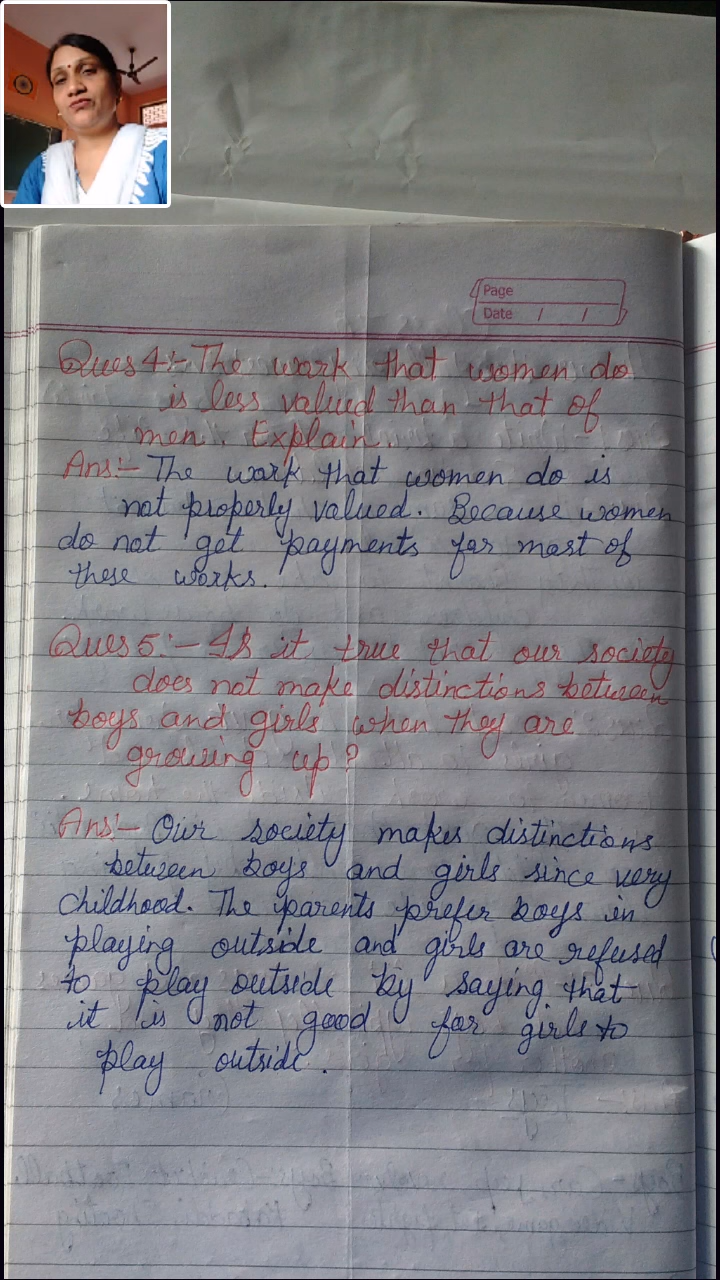 Page
Date / /
Ques 4:- The work that women do
is less valued than that of
men. Explain.
Ans:- The work that women do is
not properly valued. Because women
do not get payments for most of
these works.
Ques 5:- Is it true that our society
does not make distinctions between
boys and girls when they are
growing up?
Ans:- Our society makes distinctions
between boys and girls since very
childhood. The parents prefer boys in
playing outside and girls are refused
to play outside by saying that
it is not good for girls to
play outside.